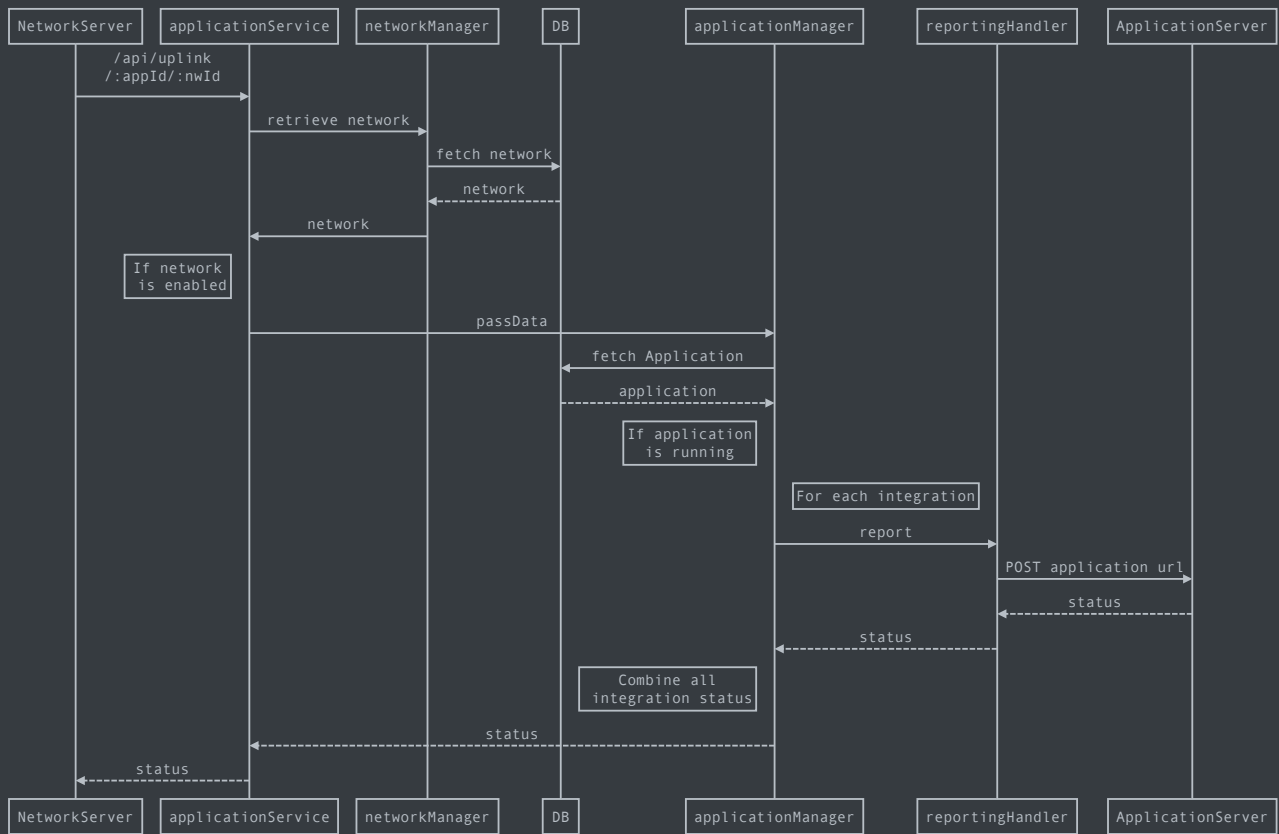 NetworkServer
applicationService
networkManager
DB
applicationManager
reportingHandler
ApplicationServer
/api/uplink
/:appId/:nwId
retrieve network
fetch network
network
network
If network
is enabled
passData
fetch Application
application
If application
is running
For each integration
report
POST application url
status
status
Combine all
integration status
status
status
NetworkServer
applicationService
networkManager
DB
applicationManager
reportingHandler
ApplicationServer